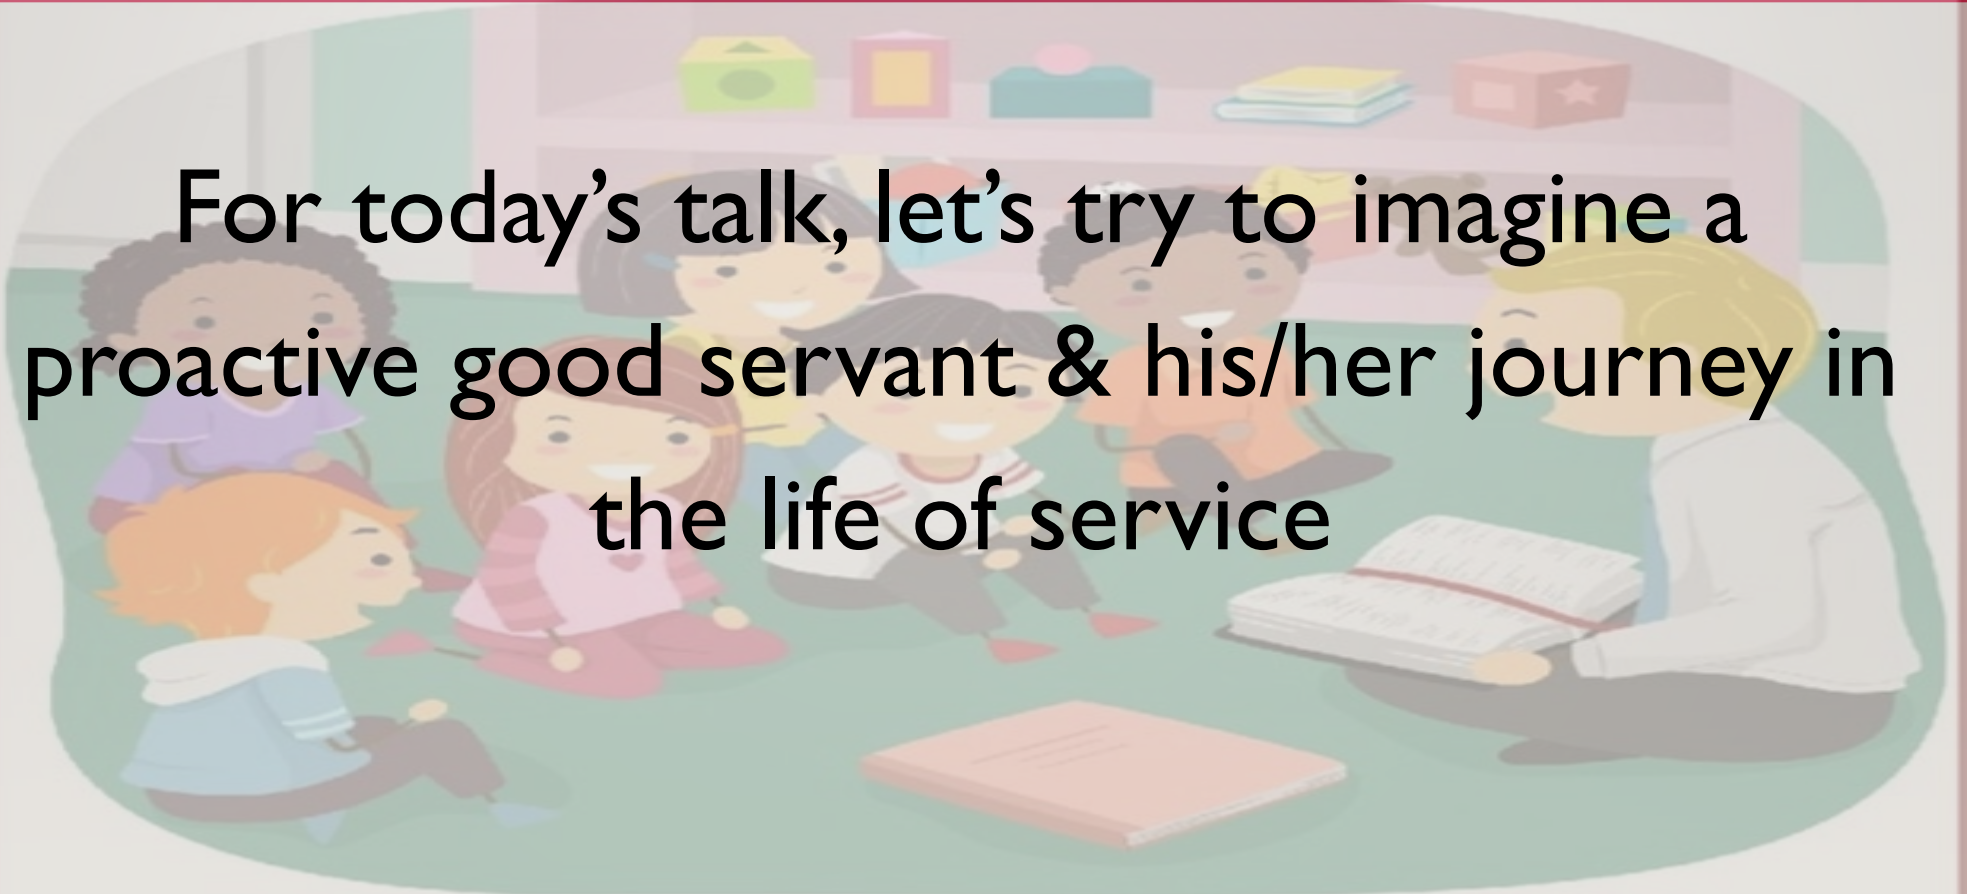 For today’s talk, let’s try to imagine a
proactive good servant & his/her journey in
the life of service